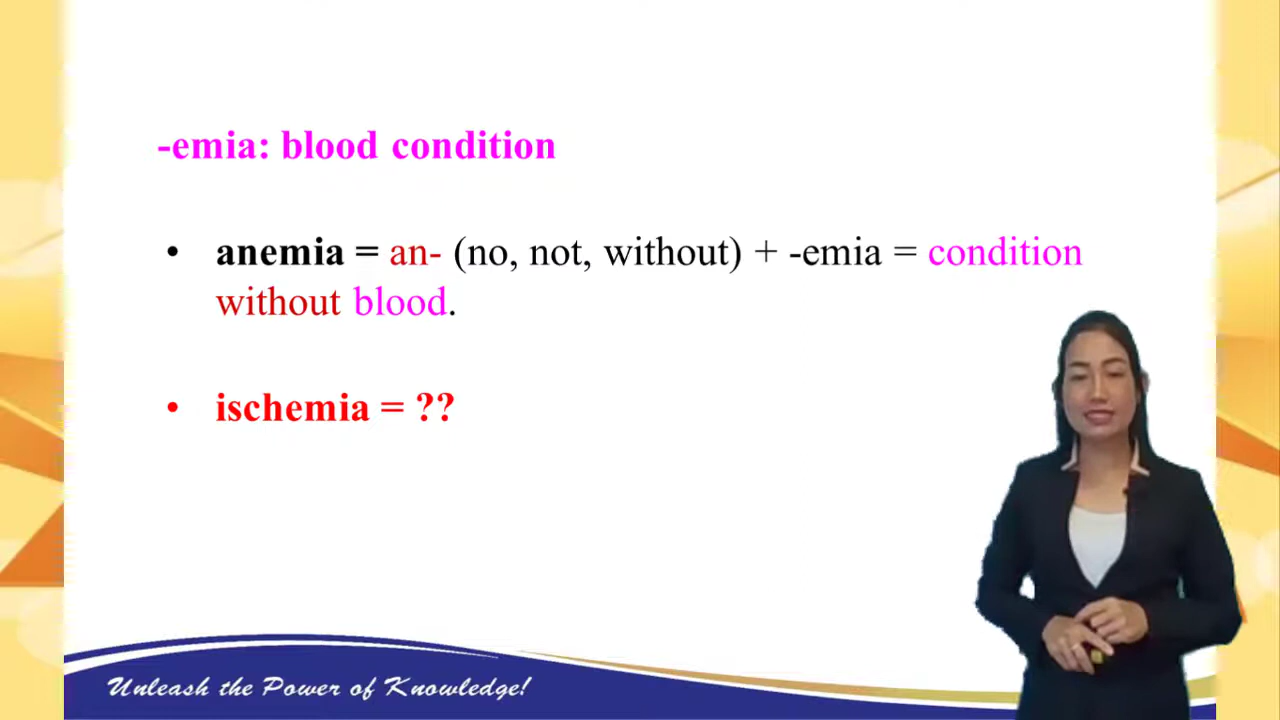 -emia: blood condition
• anemia = an- (no, not, without) + -emia = condition
without blood.
• ischemia = ??
Unleash the Power of Knowledge!